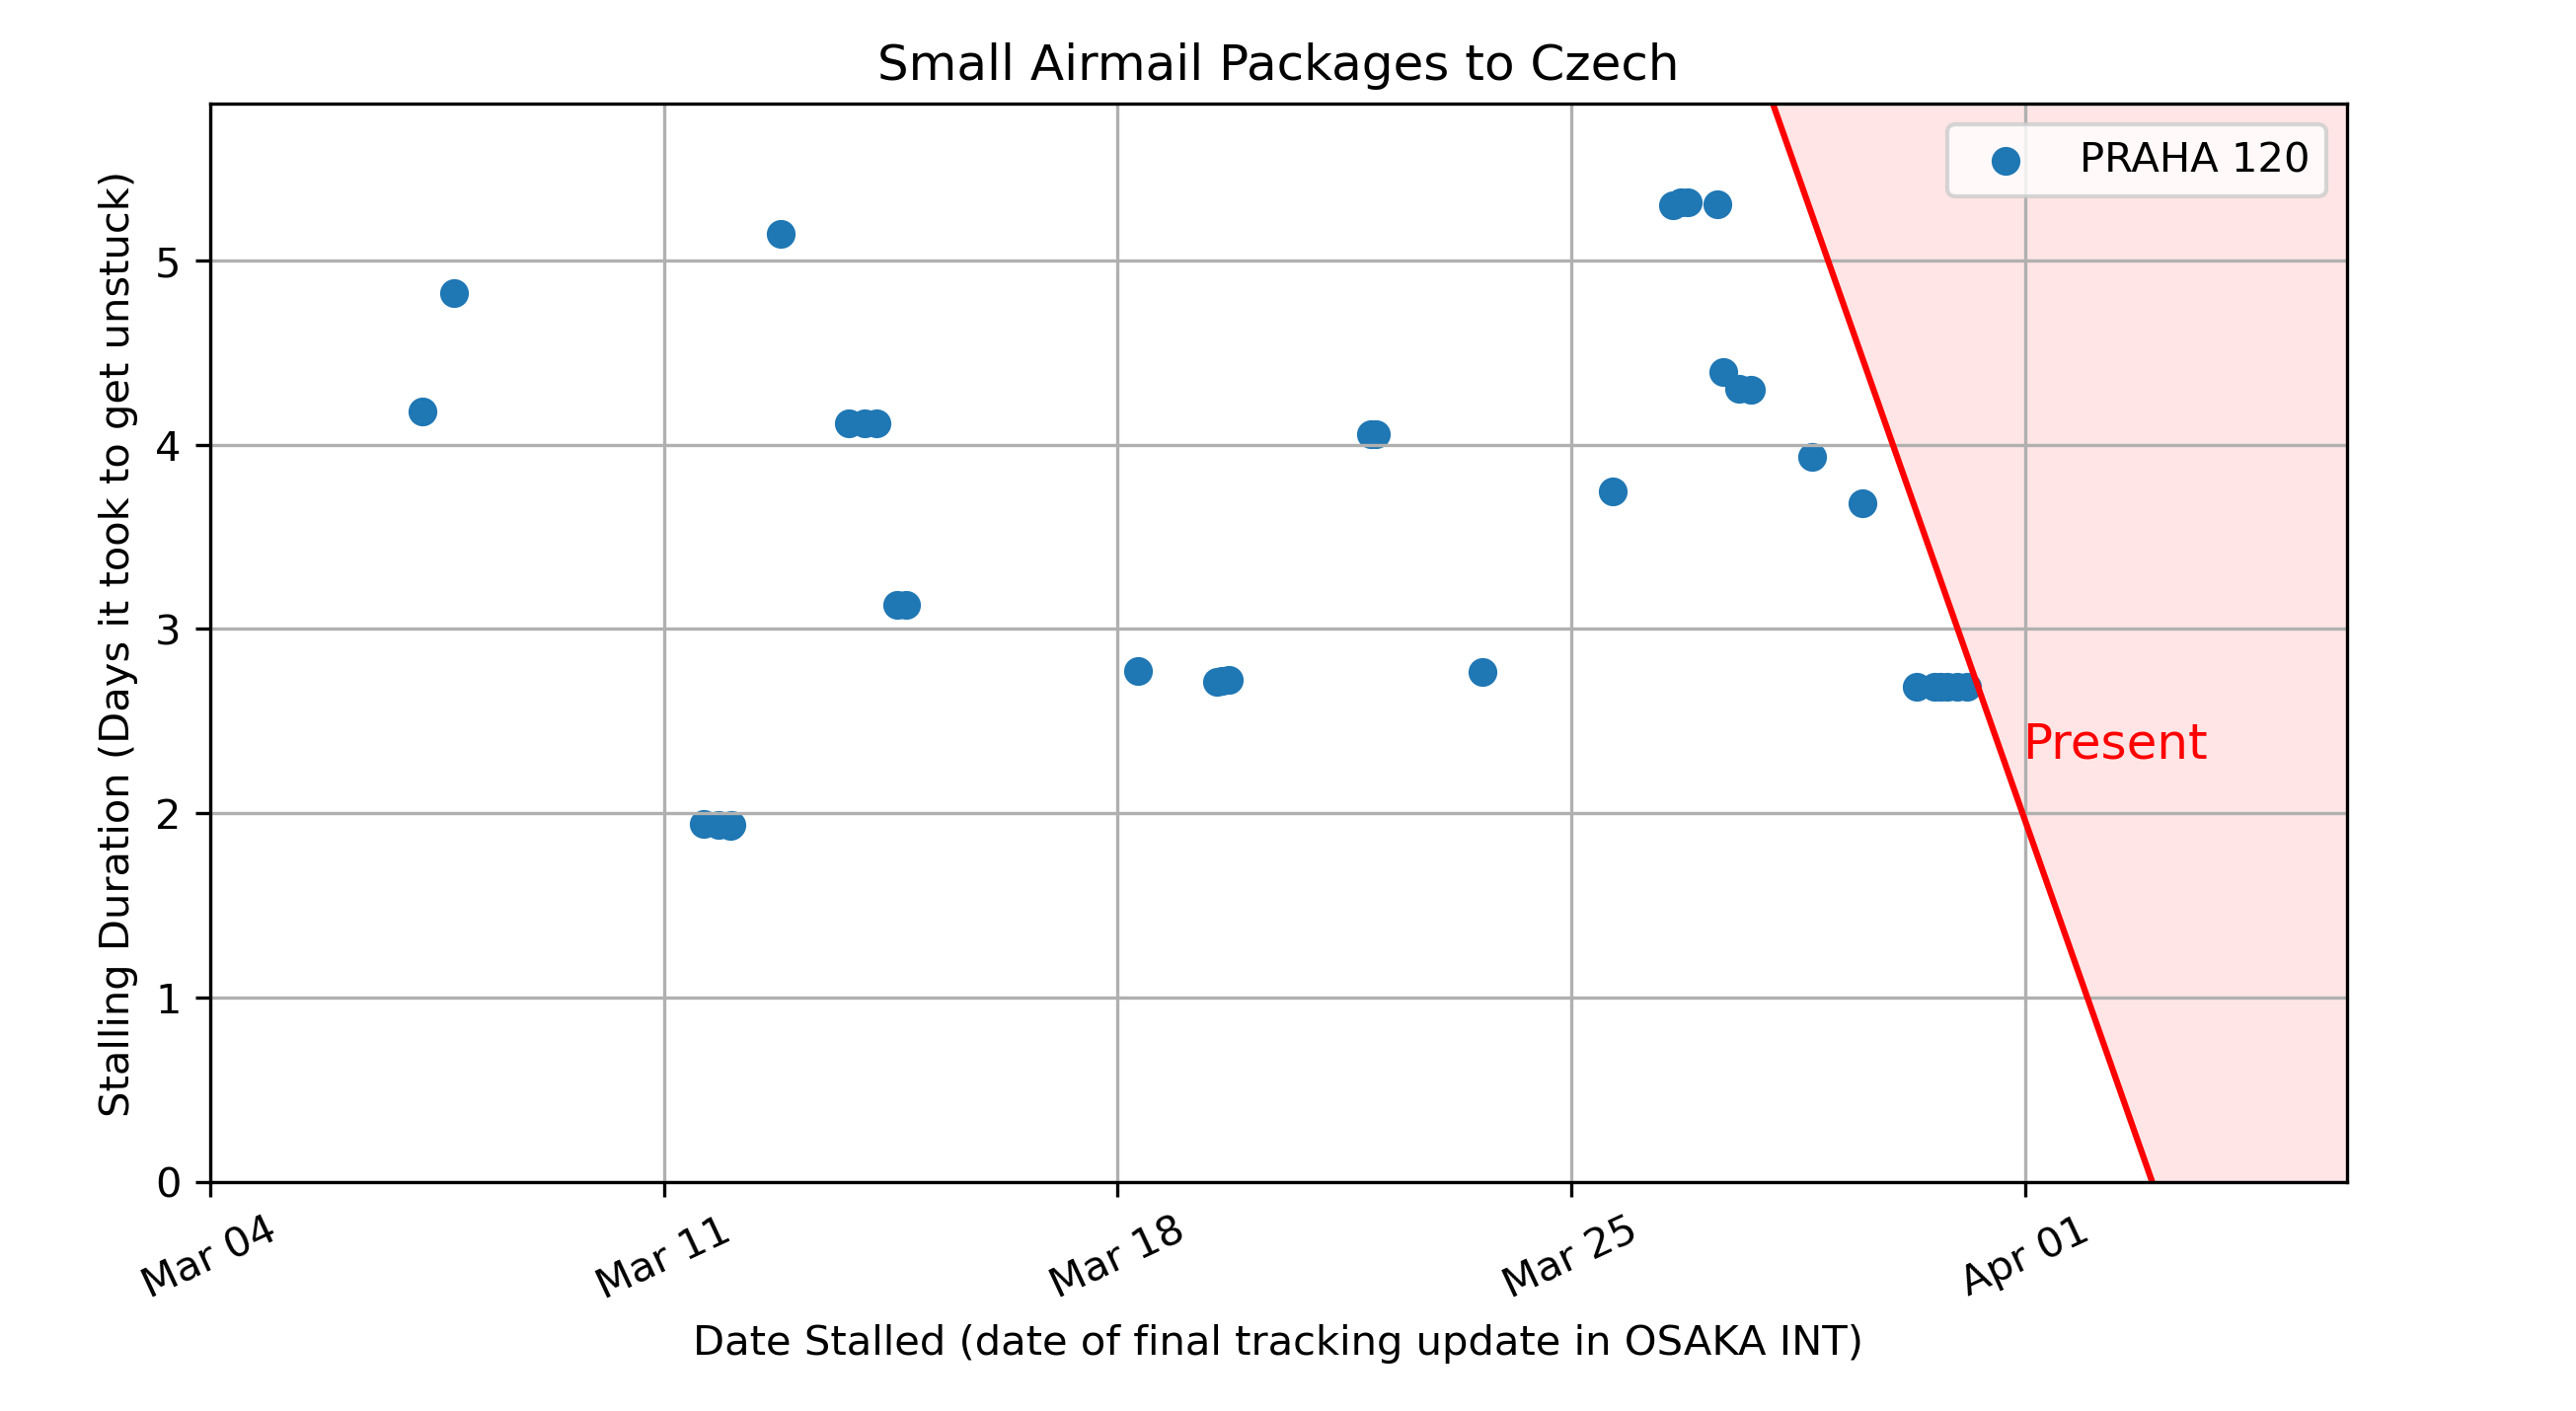 Small Airmail Packages to Czech
PRAHA 120
Stalling Duration (Days it took to get unstuck)
5
4
3
2
1
0
Present
Mar 04
Mar 11
Mar 18
Mar 25
Apr 01
Date Stalled (date of final tracking update in OSAKA INT)